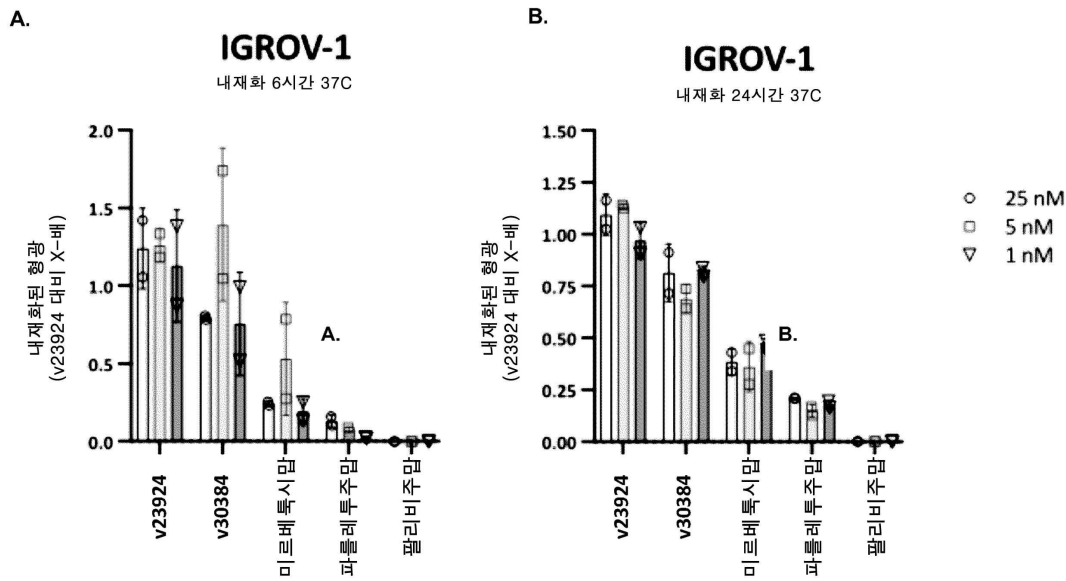 A.
IGROV-1
내재화 6시간 37C
내재화된 형광
(v23924 대비 X-배)
2.0
1.5
1.0
0.5
0.0
A.
v23924
v30384
미르베툭시맙
파를레투주맙
팔리비주맙
B.
IGROV-1
내재화 24시간 37C
내재화된 형광
(v23924 대비 X-배)
1.50
1.25
1.00
0.75
0.50
0.25
0.00
B.
v23924
v30384
미르베툭시맙
파를레투주맙
팔리비주맙
25 nM
5 nM
1 nM